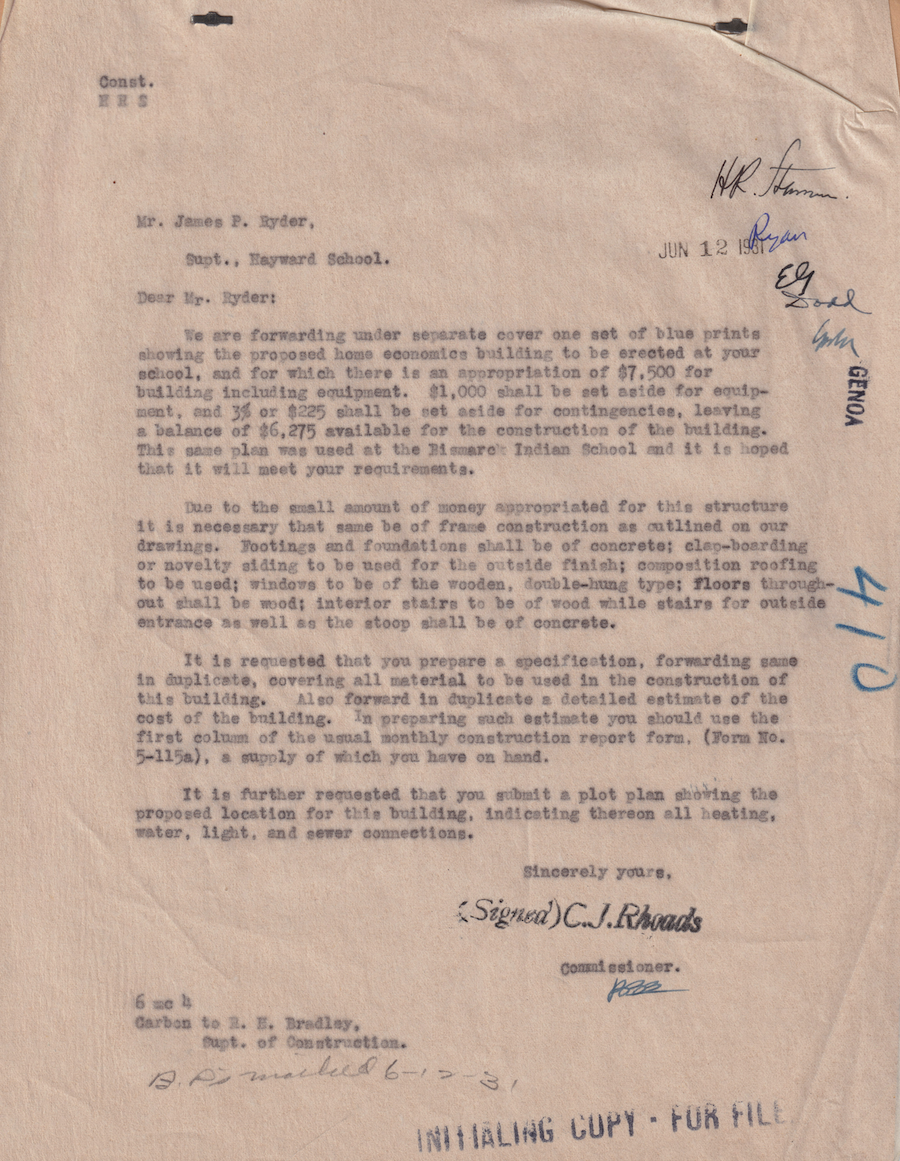 Const.
H R S
H.R.
Mr. James P. Ryder,
Ryan
JUN 12 1931
Supt., Hayward School.
EG
Dodd
Dear Mr. Ryder:
We are forwarding under separate cover one set of blue prints
showing the proposed home economics building to be erected at your
school, and for which there is an appropriation of $7,500 for
building including equipment. $1,000 shall be set aside for equip-
ment, and 3% or $225 shall be set aside for contingencies, leaving
a balance of $6,275 available for the construction of the building.
This same plan was used at the Bismarck Indian School and it is hoped
that it will meet your requirements.
GENOA
Due to the small amount of money appropriated for this structure
it is necessary that same be of frame construction as outlined on our
drawings. Footings and foundations shall be of concrete; clap-boarding
or novelty siding to be used for the outside finish; composition roofing
to be used; windows to be of the wooden, double-hung type; floors through-
out shall be wood; interior stairs to be of wood while stairs for outside
entrance as well as the stoop shall be of concrete.
410
It is requested that you prepare a specification, forwarding same
in duplicate, covering all material to be used in the construction of
this building. Also forward in duplicate a detailed estimate of the
cost of the building. In preparing such estimate you should use the
first column of the usual monthly construction report form, (Form No.
5-115a), a supply of which you have on hand.
It is further requested that you submit a plot plan showing the
proposed location for this building, indicating thereon all heating,
water, light, and sewer connections.
Sincerely yours,
(Signed) C. J. Rhoads
Commissioner.
6 mc 4
Carbon to R. H. Bradley,
Supt. of Construction.
B. P's mailed 6-12-31
INITIALING COPY - FOR FILE